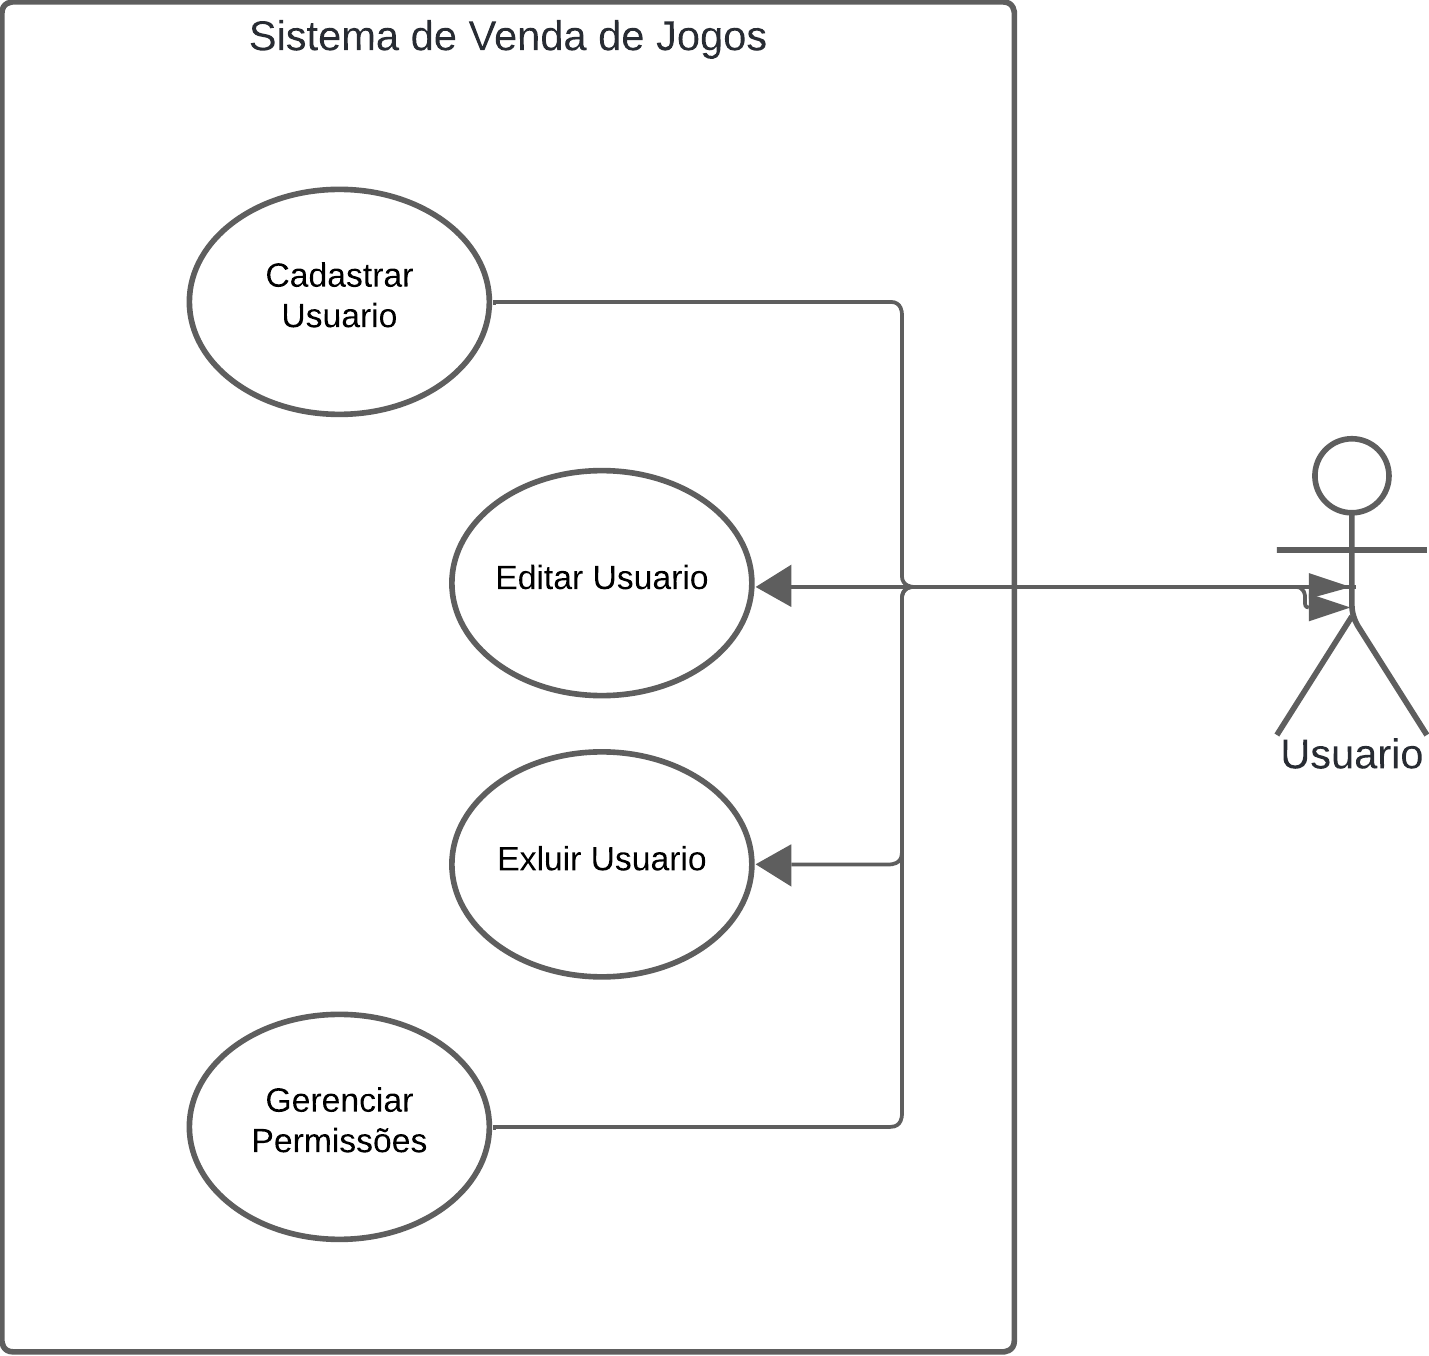 Sistema de Venda de Jogos
Cadastrar
Usuario
Editar Usuario
Exluir Usuario
Gerenciar
Permissões
Usuario